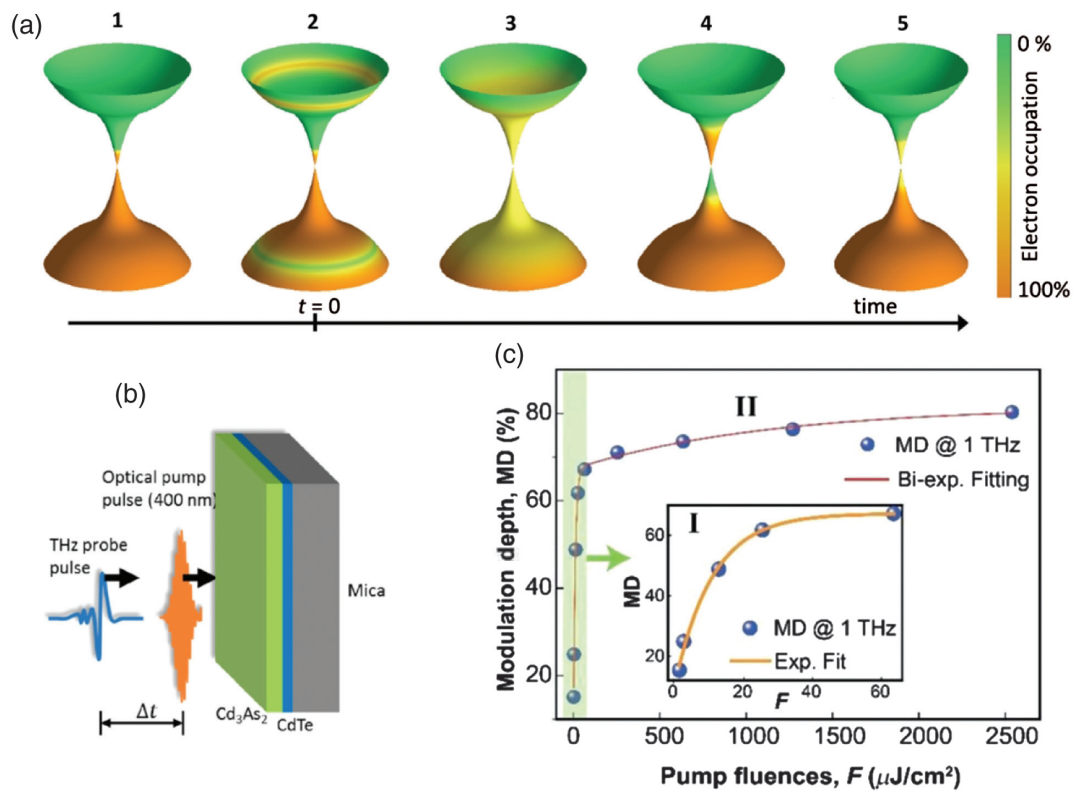 (a)
1 2 3 4 5
0 %
Electron occupation
100%
t = 0
time
(b)
Optical pump
pulse (400 nm)
THz probe
pulse
Mica
Cd₃As₂
CdTe
Δt
(c)
II
MD @ 1 THz
Bi-exp. Fitting
I
MD @ 1 THz
Exp. Fit
MD
60
40
20
0 20 40 60
F
Modulation depth, MD (%)
80
60
40
20
0 500 1000 1500 2000 2500
Pump fluences, F (μJ/cm²)